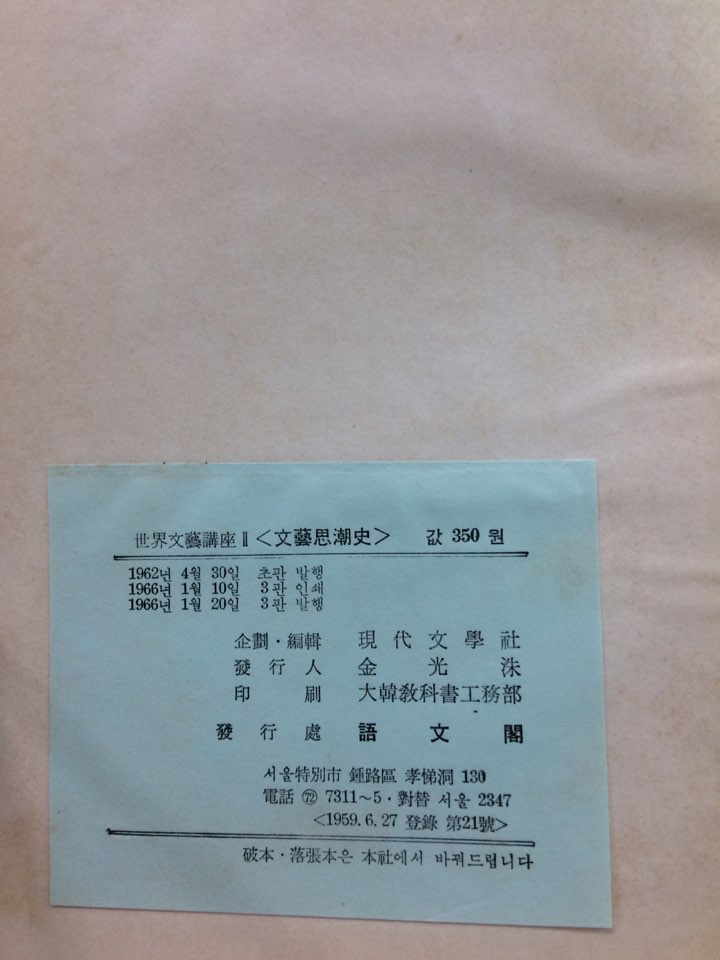 世界文藝講座Ⅱ <文藝思潮史> 값 350 원
1962년 4월 30일 초판 발행
1966년 1월 10일 3판 인쇄
1966년 1월 20일 3판 발행
企劃·編輯 現代文學社
發行人 金光洙
印刷 大韓敎科書工務部
發行處 語文閣
서울特別市 鍾路區 孝悌洞 130
電話 ㉒ 7311~5·對替 서울 2347
<1959.6.27 登錄 第21號>
破本·落張本은 本社에서 바꿔드립니다